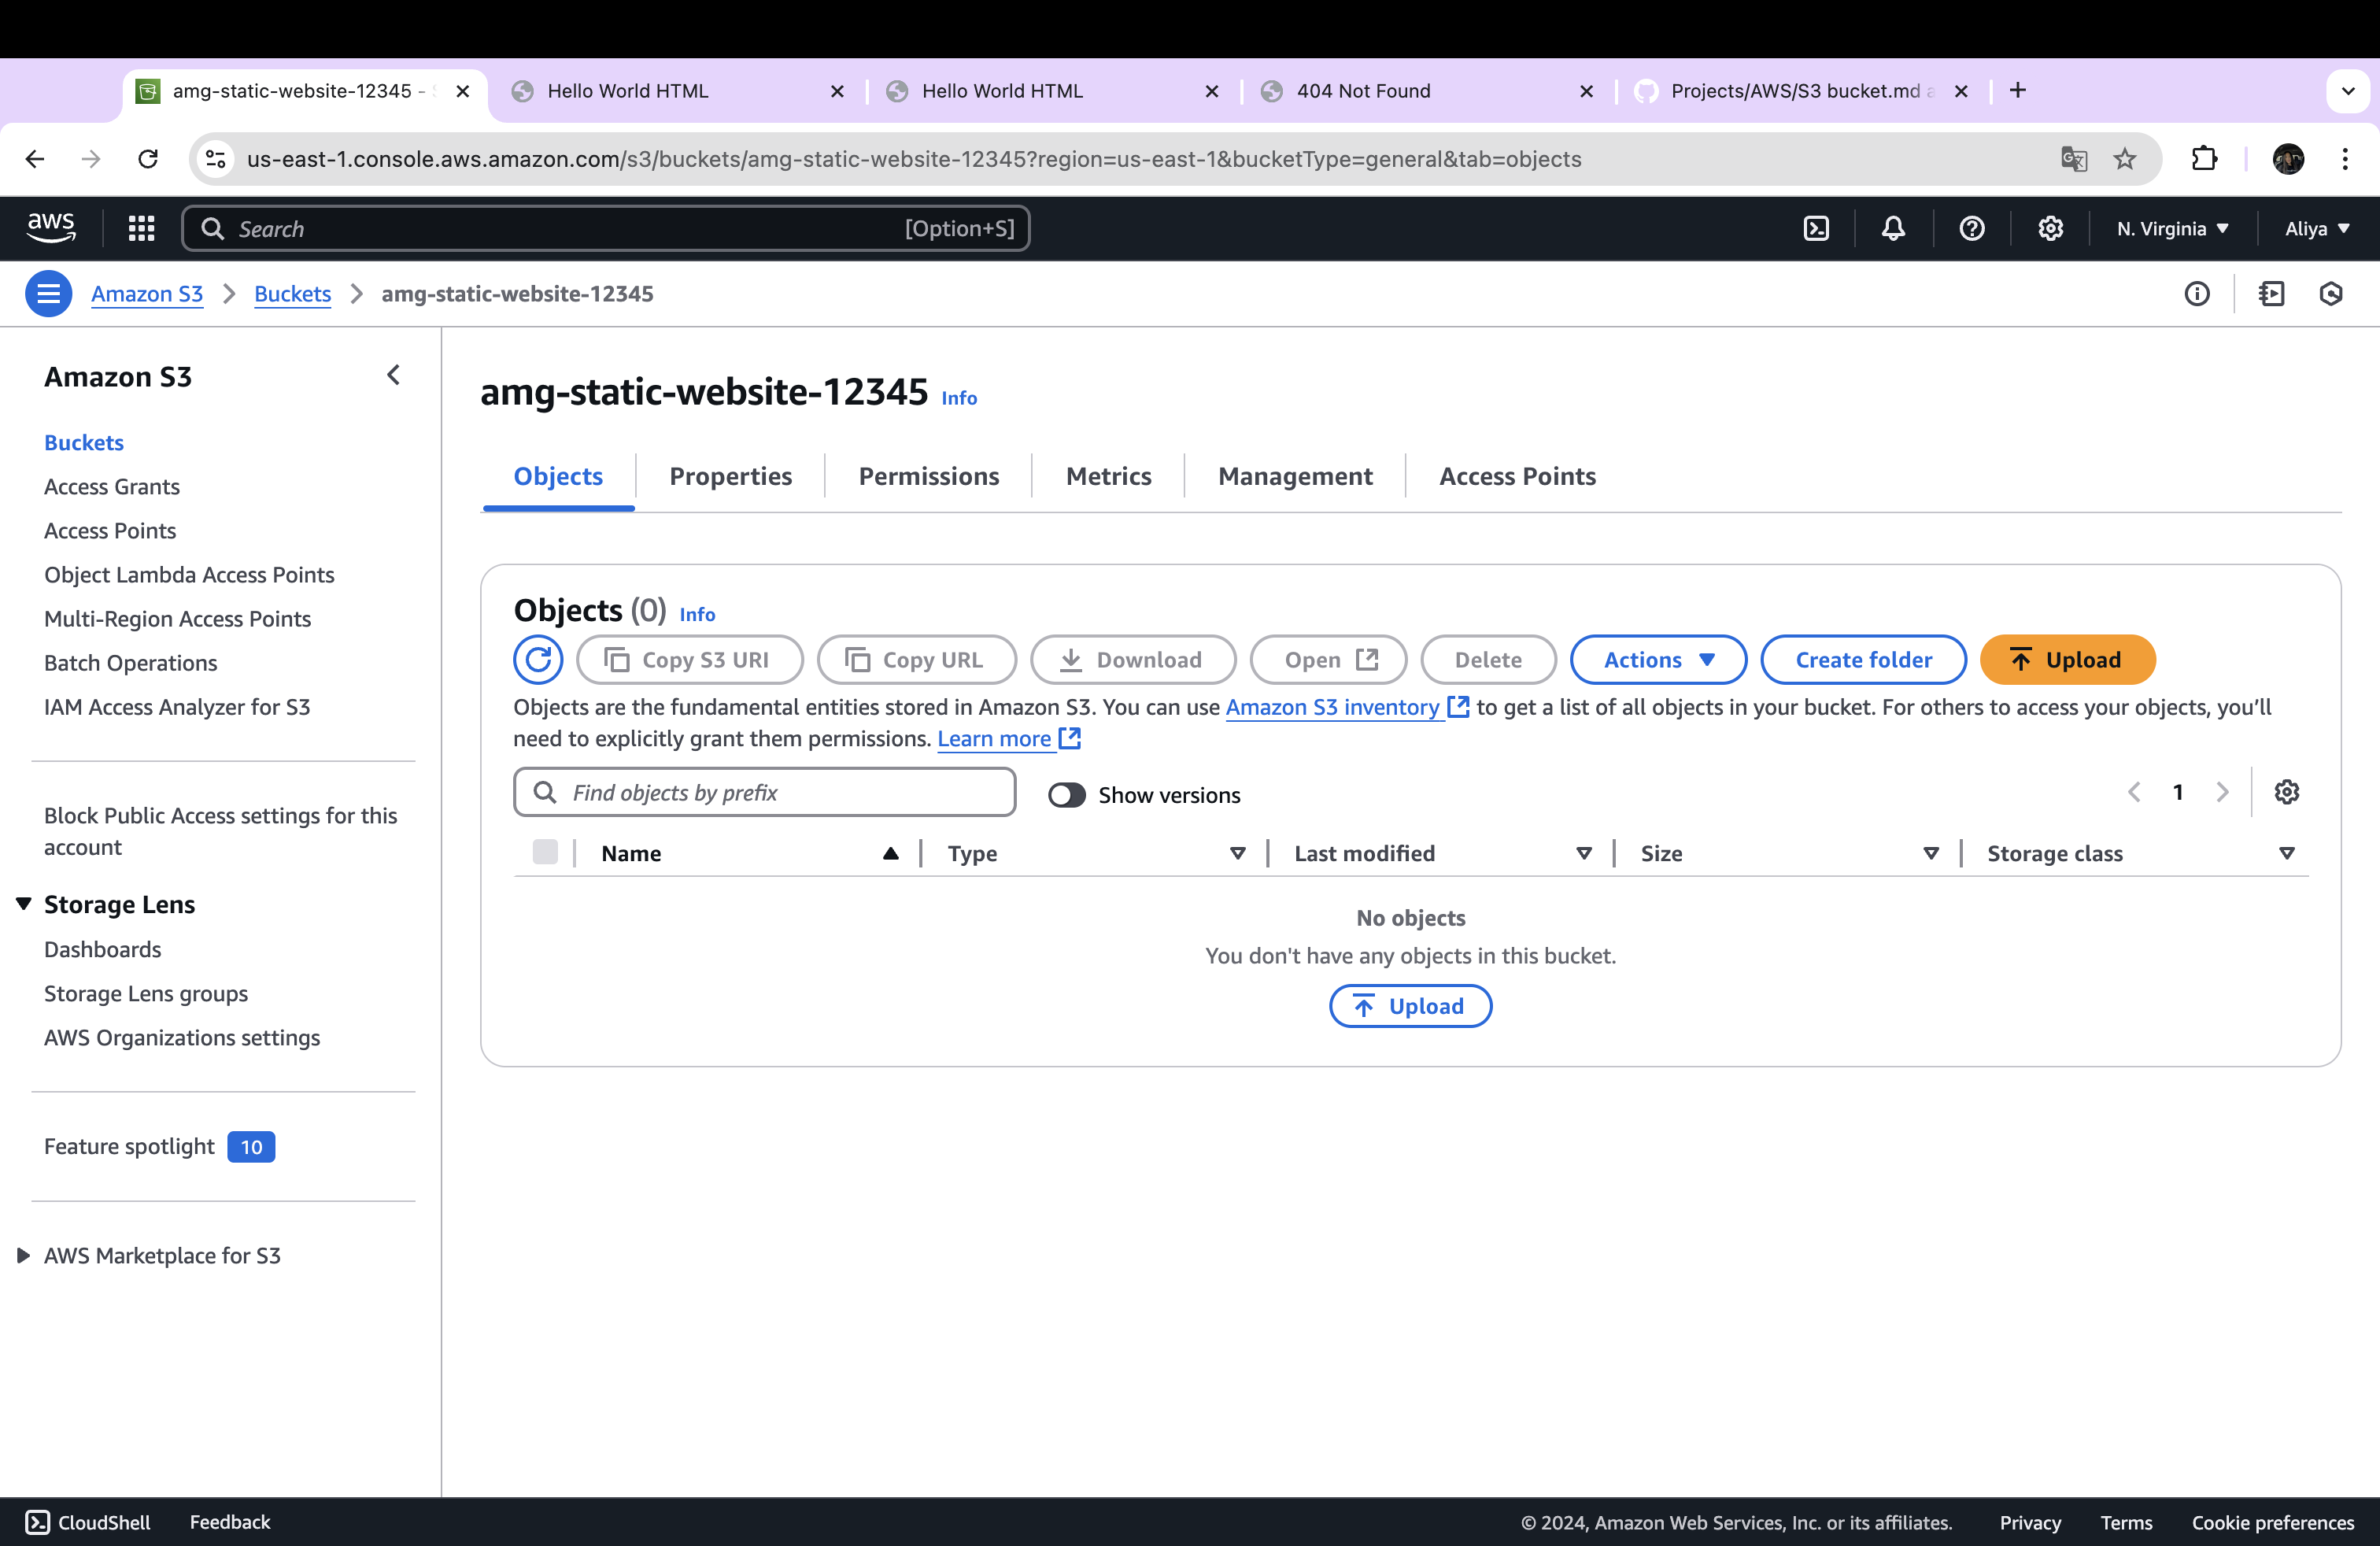 amg-static-website-12345 -
Hello World HTML
Hello World HTML
404 Not Found
Projects/AWS/S3 bucket.md
us-east-1.console.aws.amazon.com/s3/buckets/amg-static-website-12345?region=us-east-1&bucketType=general&tab=objects
aws
Search
[Option+S]
N. Virginia
Aliya
Amazon S3
Buckets
amg-static-website-12345
Amazon S3
Buckets
Access Grants
Access Points
Object Lambda Access Points
Multi-Region Access Points
Batch Operations
IAM Access Analyzer for S3
Block Public Access settings for this
account
Storage Lens
Dashboards
Storage Lens groups
AWS Organizations settings
Feature spotlight 10
AWS Marketplace for S3
amg-static-website-12345 Info
Objects
Properties
Permissions
Metrics
Management
Access Points
Objects (0) Info
Copy S3 URI
Copy URL
Download
Open
Delete
Actions
Create folder
Upload
Objects are the fundamental entities stored in Amazon S3. You can use Amazon S3 inventory to get a list of all objects in your bucket. For others to access your objects, you’ll
need to explicitly grant them permissions. Learn more
Find objects by prefix
Show versions
1
Name
Type
Last modified
Size
Storage class
No objects
You don't have any objects in this bucket.
Upload
CloudShell
Feedback
© 2024, Amazon Web Services, Inc. or its affiliates.
Privacy
Terms
Cookie preferences